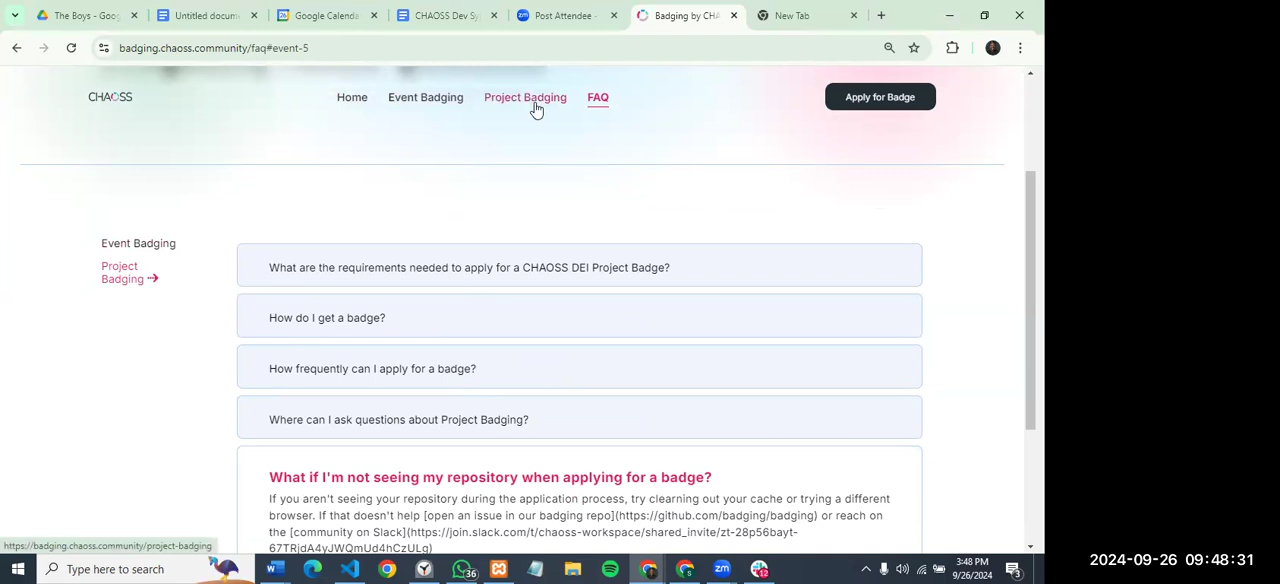 The Boys - Goog
Untitled docum
Google Calenda
CHAOSS Dev Sy
Post Attendee -
Badging by CHA
New Tab
badging.chaoss.community/faq#event-5
CHAOSS
Home
Event Badging
Project Badging
FAQ
Apply for Badge
Event Badging
Project
Badging
What are the requirements needed to apply for a CHAOSS DEI Project Badge?
How do I get a badge?
How frequently can I apply for a badge?
Where can I ask questions about Project Badging?
What if I'm not seeing my repository when applying for a badge?
If you aren't seeing your repository during the application process, try clearning out your cache or trying a different
browser. If that doesn't help [open an issue in our badging repo](https://github.com/badging/badging) or reach on
the [community on Slack](https://join.slack.com/t/chaoss-workspace/shared_invite/zt-28p56bayt-
67TRjdA4yJWQmUd4hCzULg)
https://badging.chaoss.community/project-badging
Type here to search
36
zm
12
3:48 PM
9/26/2024
3
2024-09-26 09:48:31